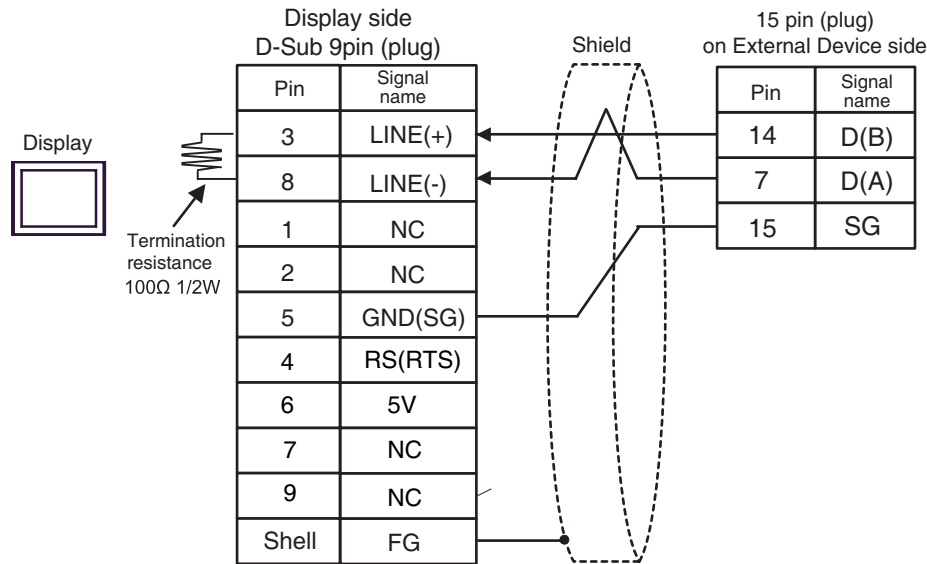 Display side
D-Sub 9pin (plug)
Shield
15 pin (plug)
on External Device side
Pin Signal name
Pin Signal name
3 LINE(+)
14 D(B)
Display
8 LINE(-)
7 D(A)
1 NC
15 SG
Termination
resistance
100Ω 1/2W
2 NC
5 GND(SG)
4 RS(RTS)
6 5V
7 NC
9 NC
Shell FG